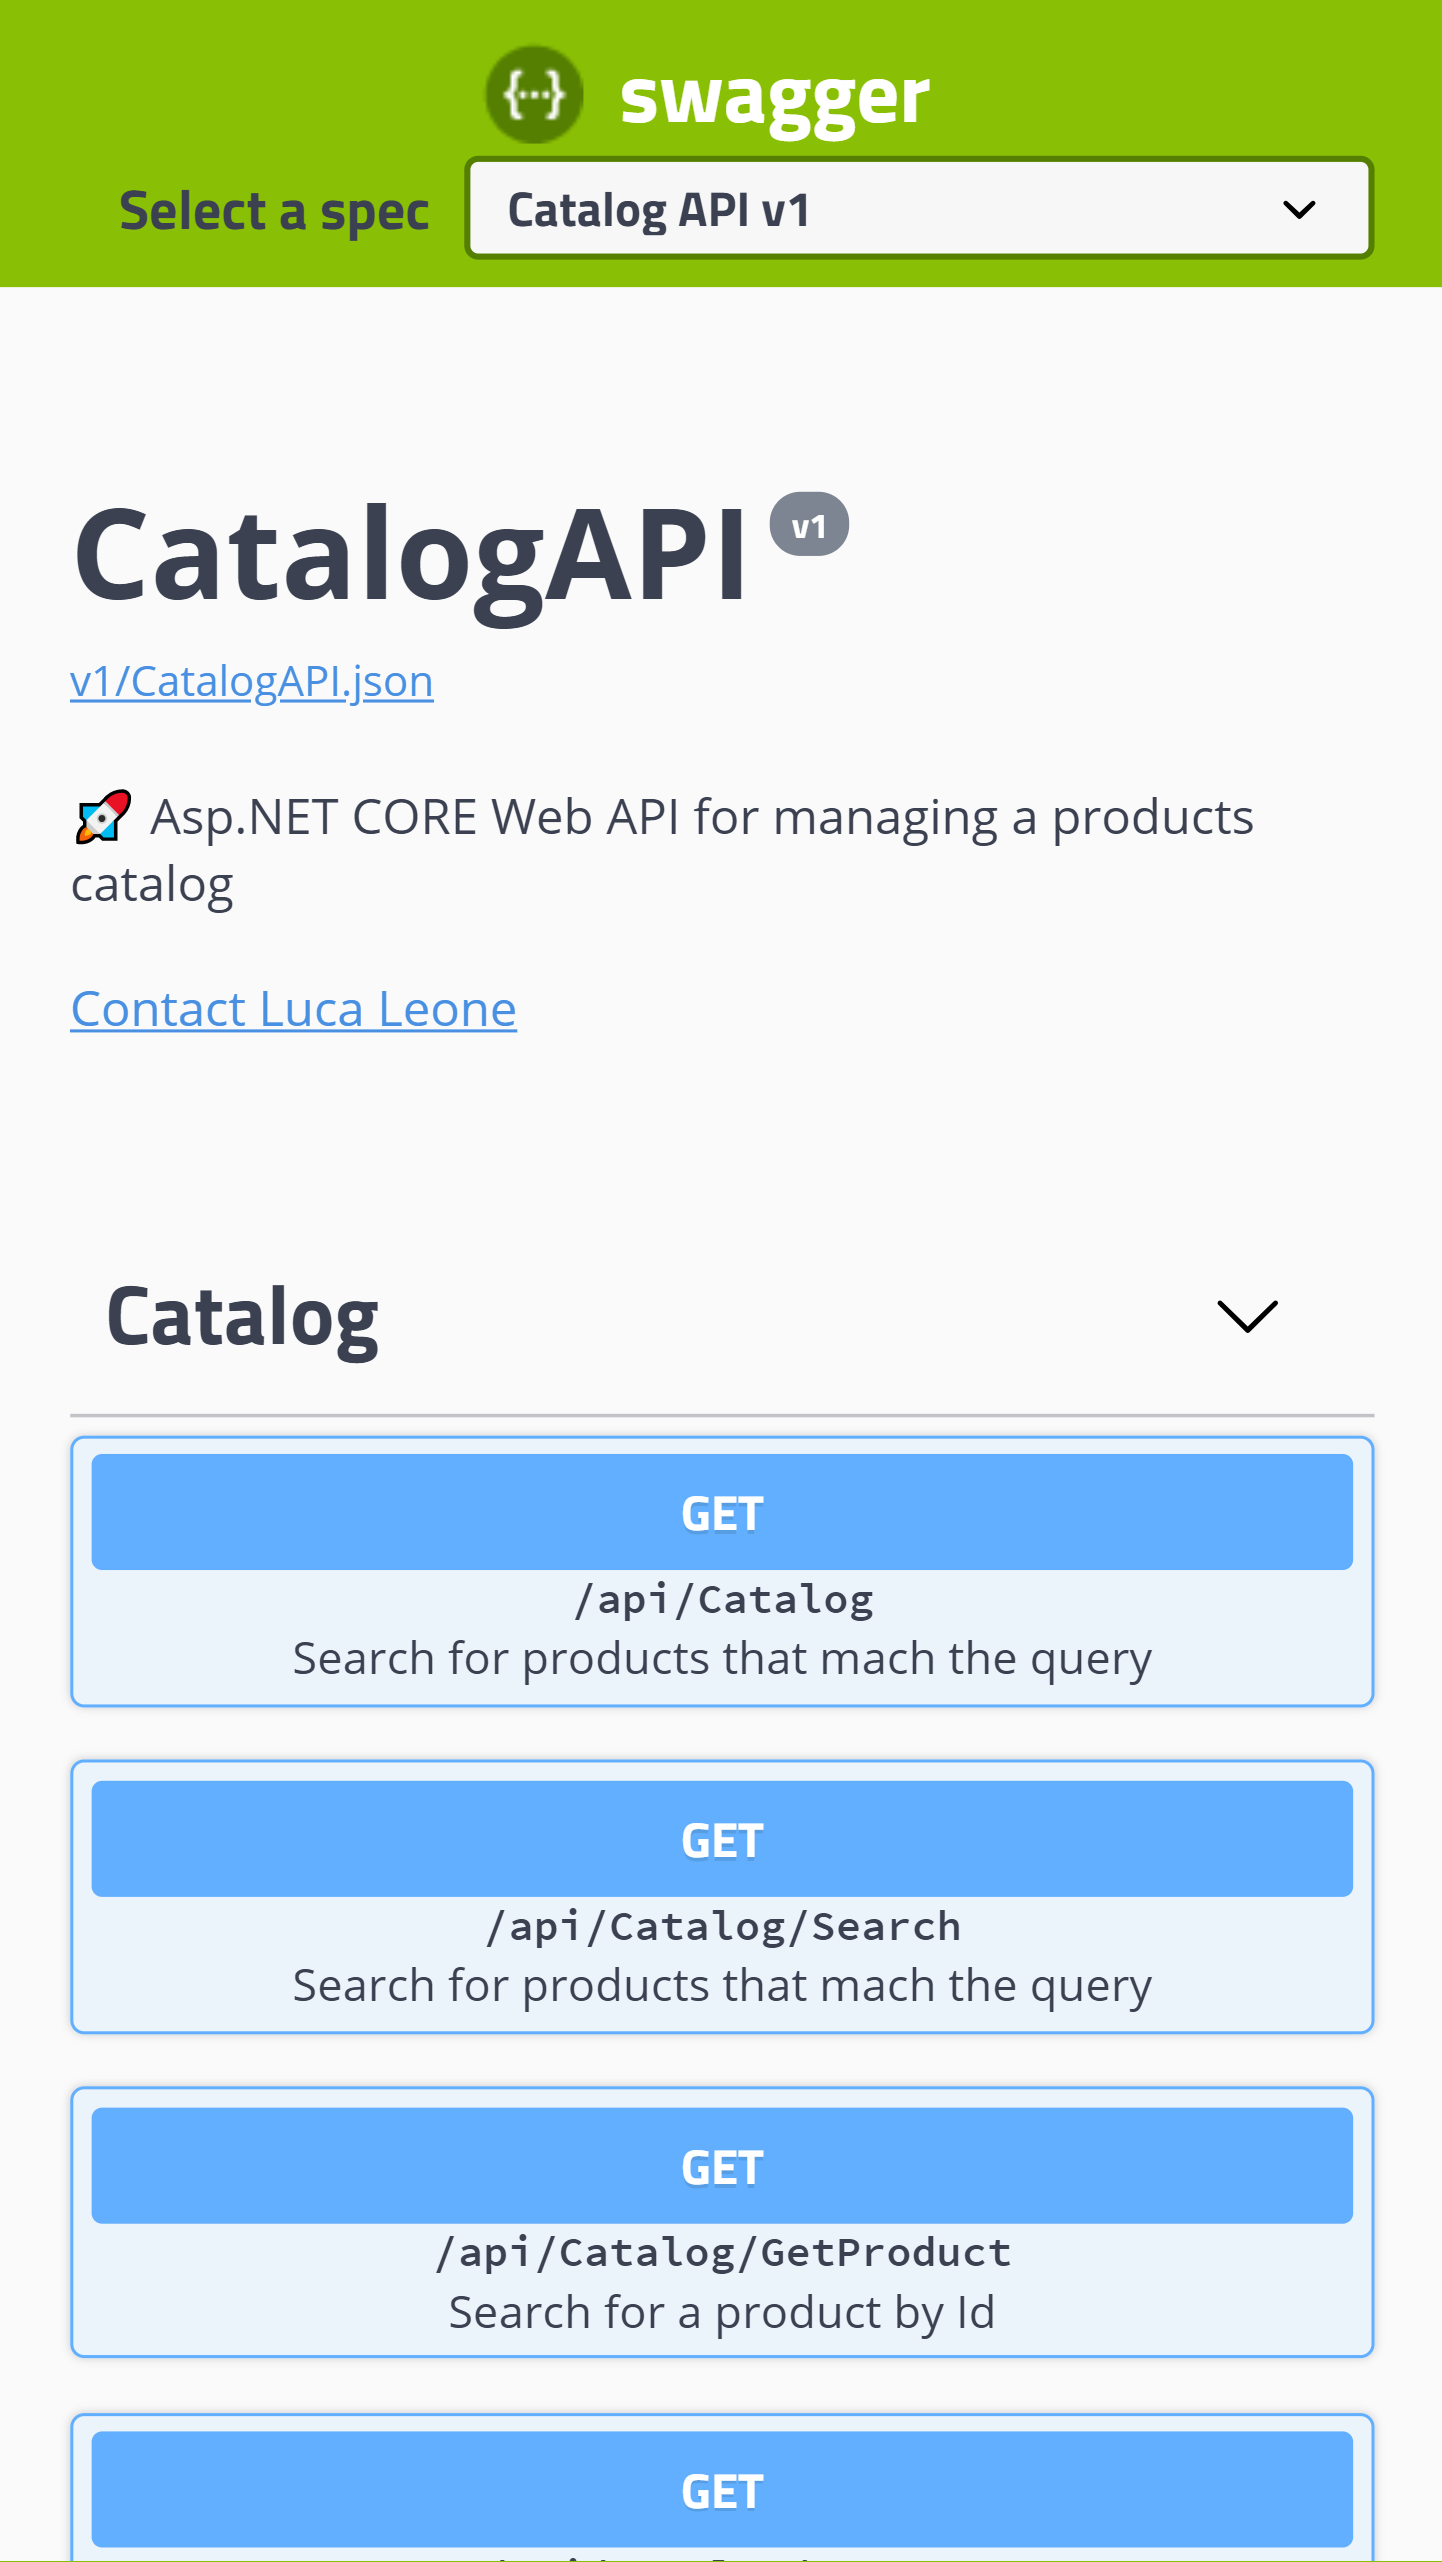 swagger
Select a spec
Catalog API v1
CatalogAPI v1
v1/CatalogAPI.json
🚀 Asp.NET CORE Web API for managing a products
catalog
Contact Luca Leone
Catalog
GET
/api/Catalog
Search for products that mach the query
GET
/api/Catalog/Search
Search for products that mach the query
GET
/api/Catalog/GetProduct
Search for a product by Id
GET